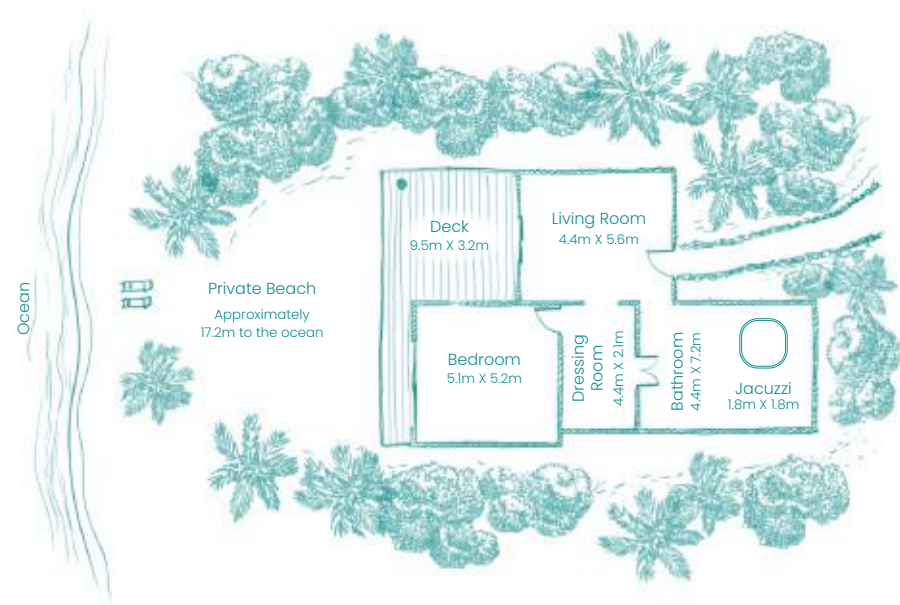 Ocean
Private Beach
Approximately
17.2m to the ocean
Deck
9.5m X 3.2m
Living Room
4.4m X 5.6m
Bedroom
5.1m X 5.2m
Dressing
Room
4.4m X 2.1m
Bathroom
4.4m X 7.2m
Jacuzzi
1.8m X 1.8m